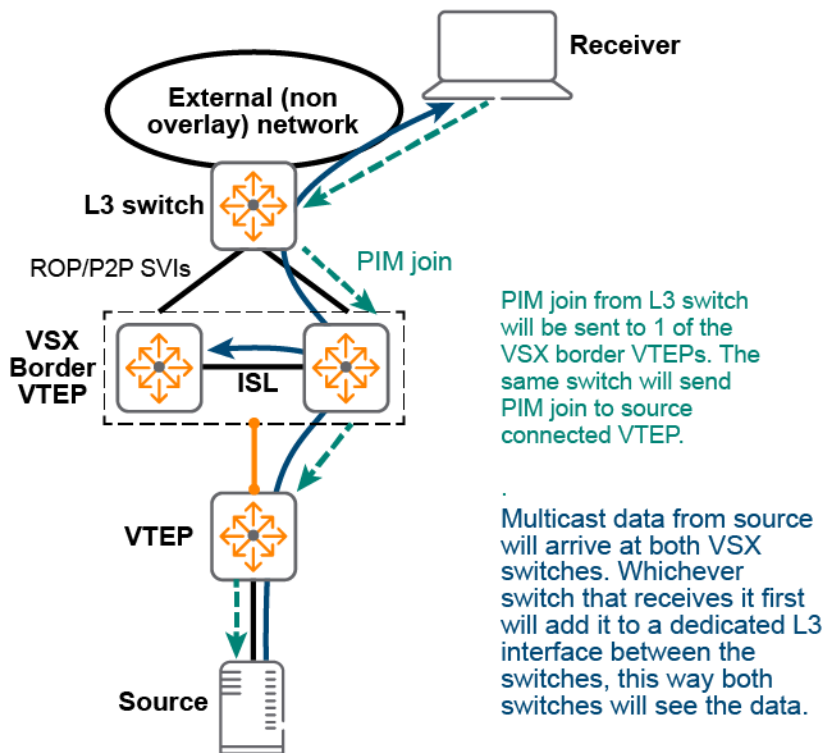 Receiver
External (non
overlay) network
L3 switch
ROP/P2P SVIs
PIM join
VSX
Border
VTEP
ISL
PIM join from L3 switch
will be sent to 1 of the
VSX border VTEPs. The
same switch will send
PIM join to source
connected VTEP.
.
VTEP
Multicast data from source
will arrive at both VSX
switches. Whichever
switch that receives it first
will add it to a dedicated L3
interface between the
switches, this way both
switches will see the data.
Source